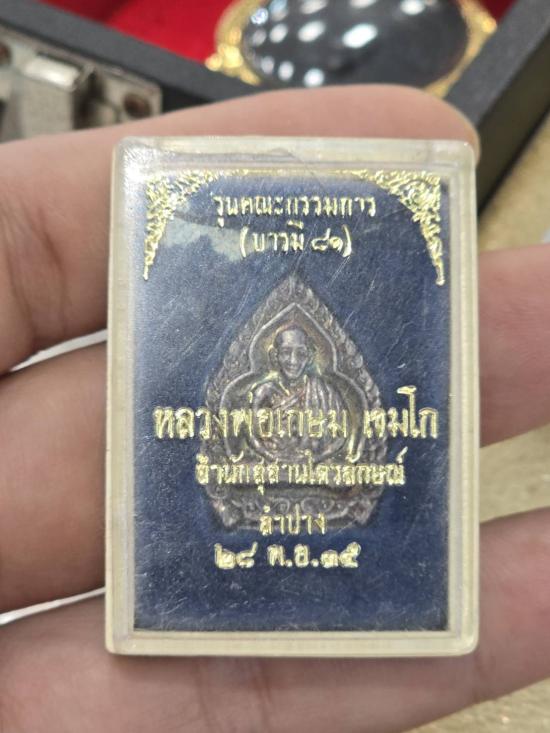 รุ่นคณะกรรมการ
(บารมี ๘๑)
หลวงพ่อเกษม เขมโก
สำนักสุสานไตรลักษณ์
ลำปาง
๒๘ พ.ย.๓๕